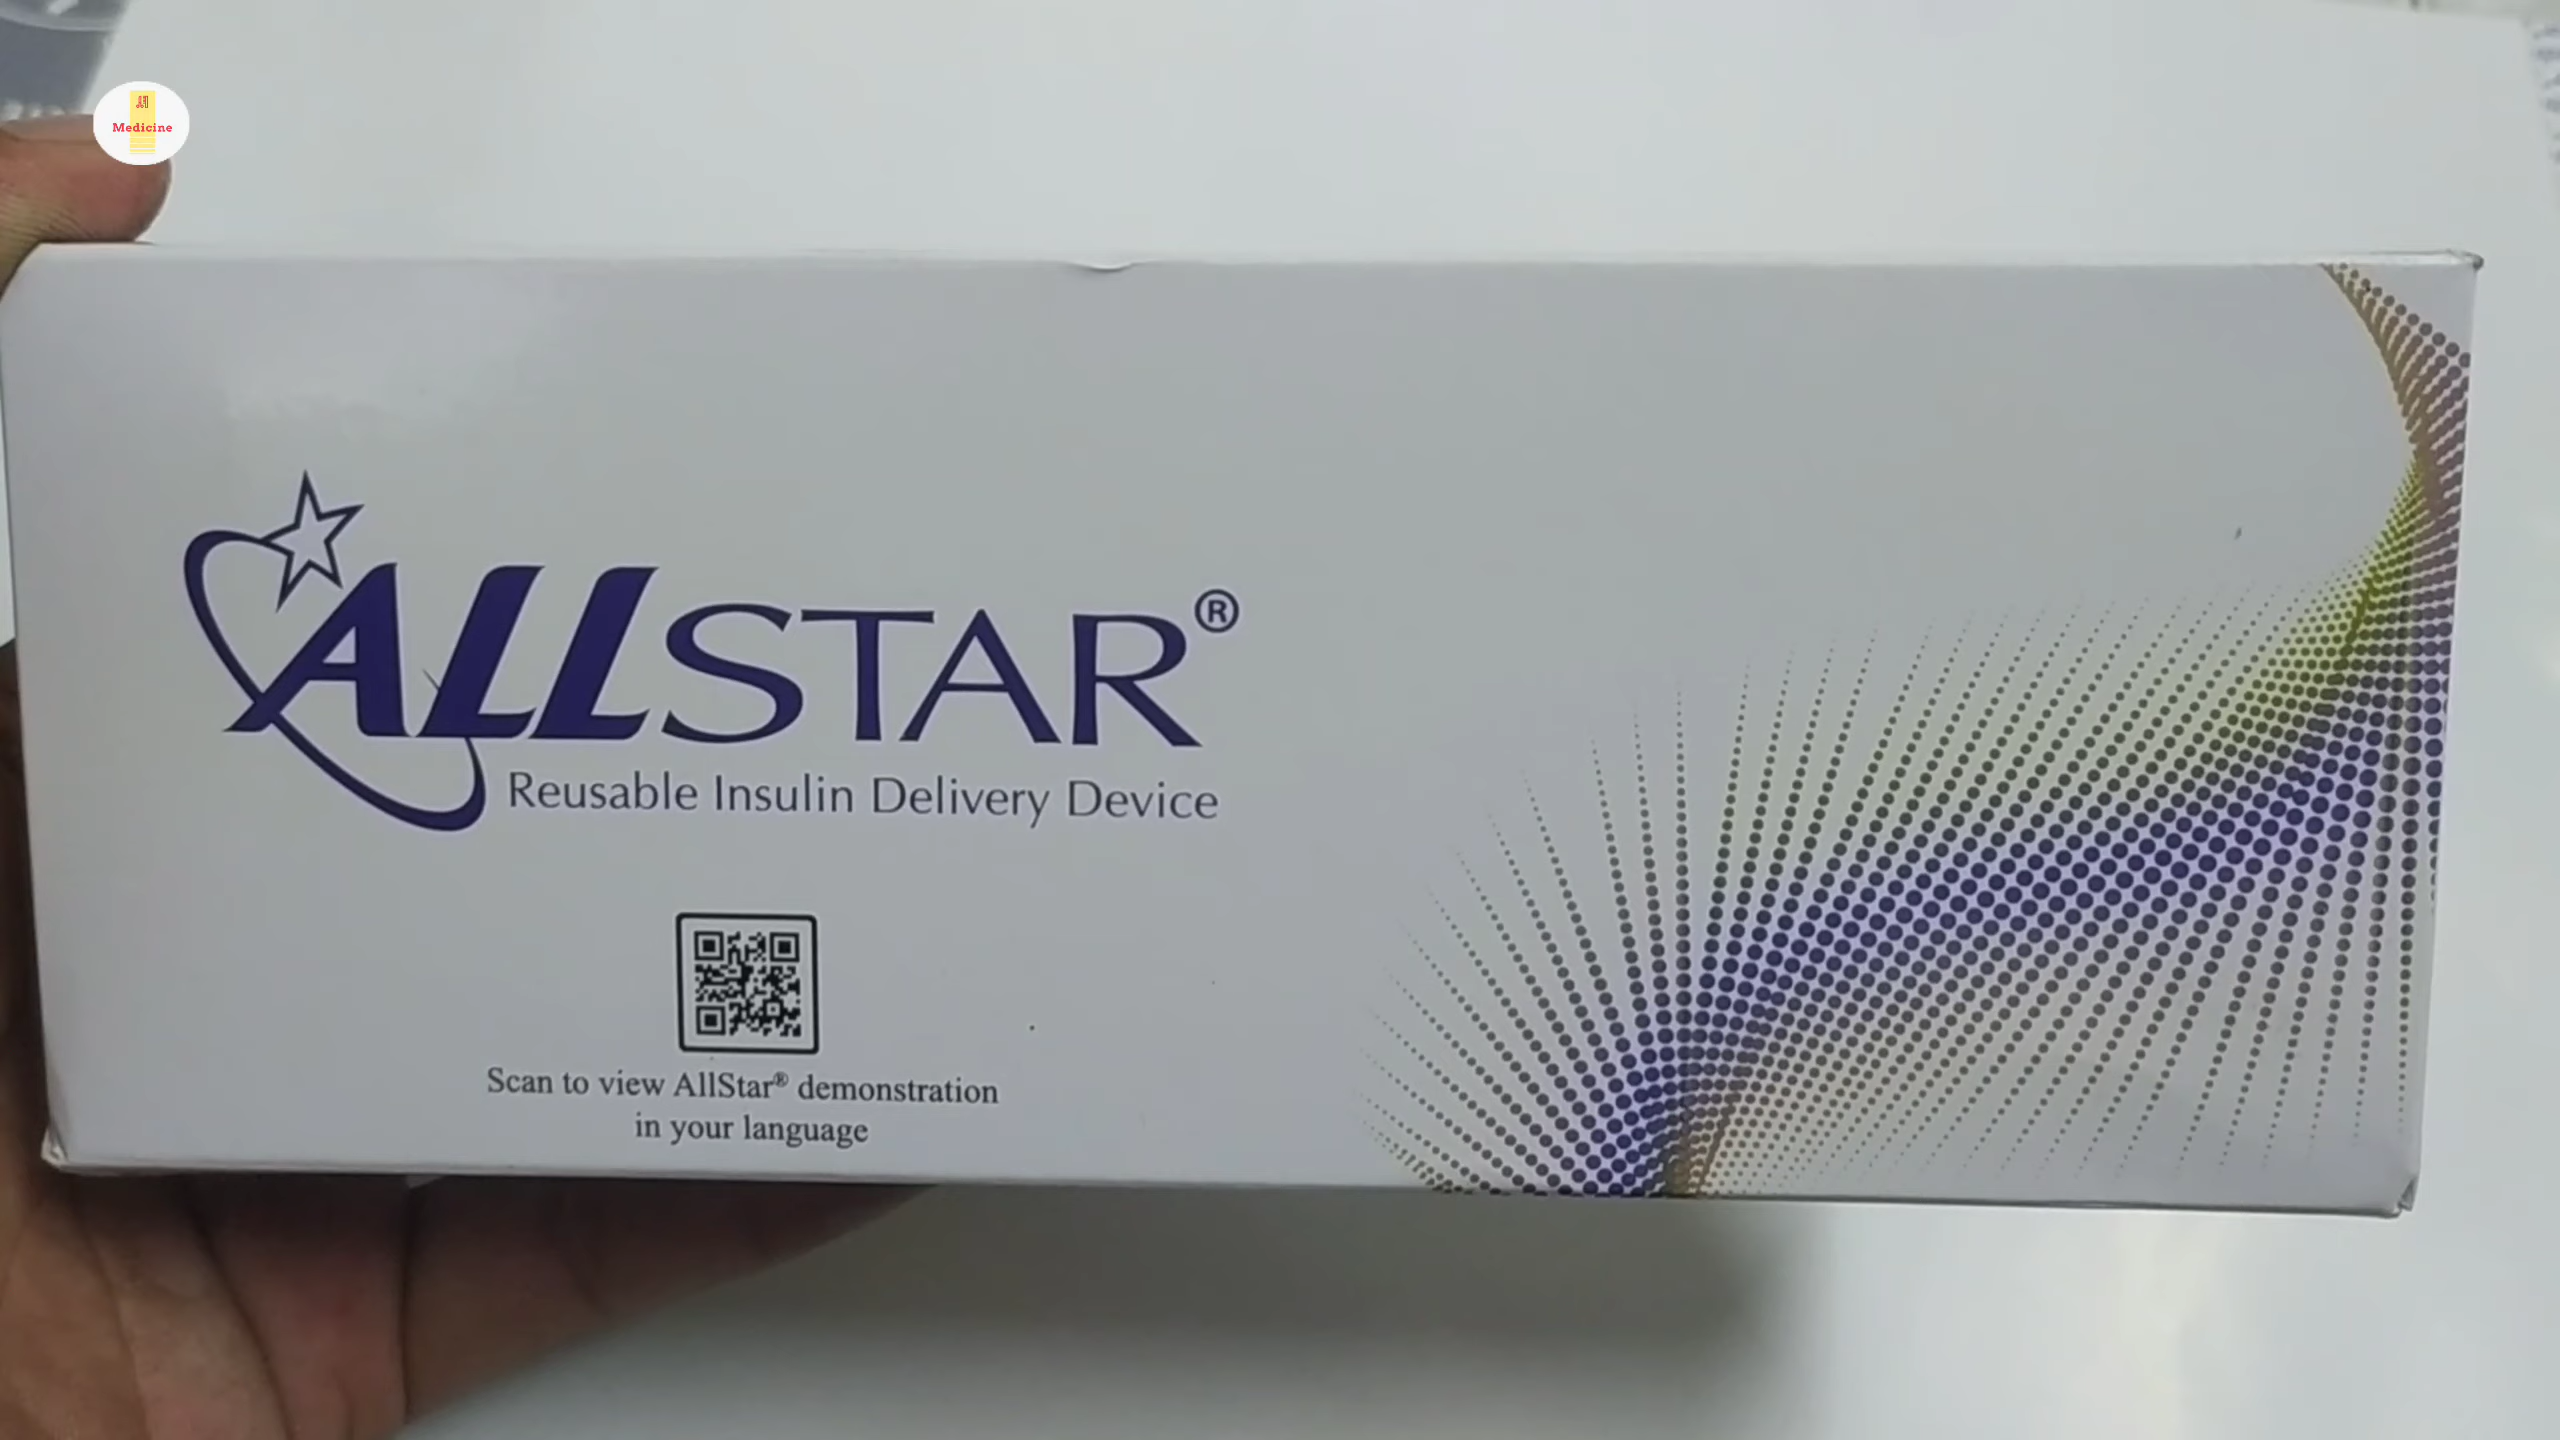 Medicine
ALLSTAR®
Reusable Insulin Delivery Device
Scan to view AllStar® demonstration
in your language